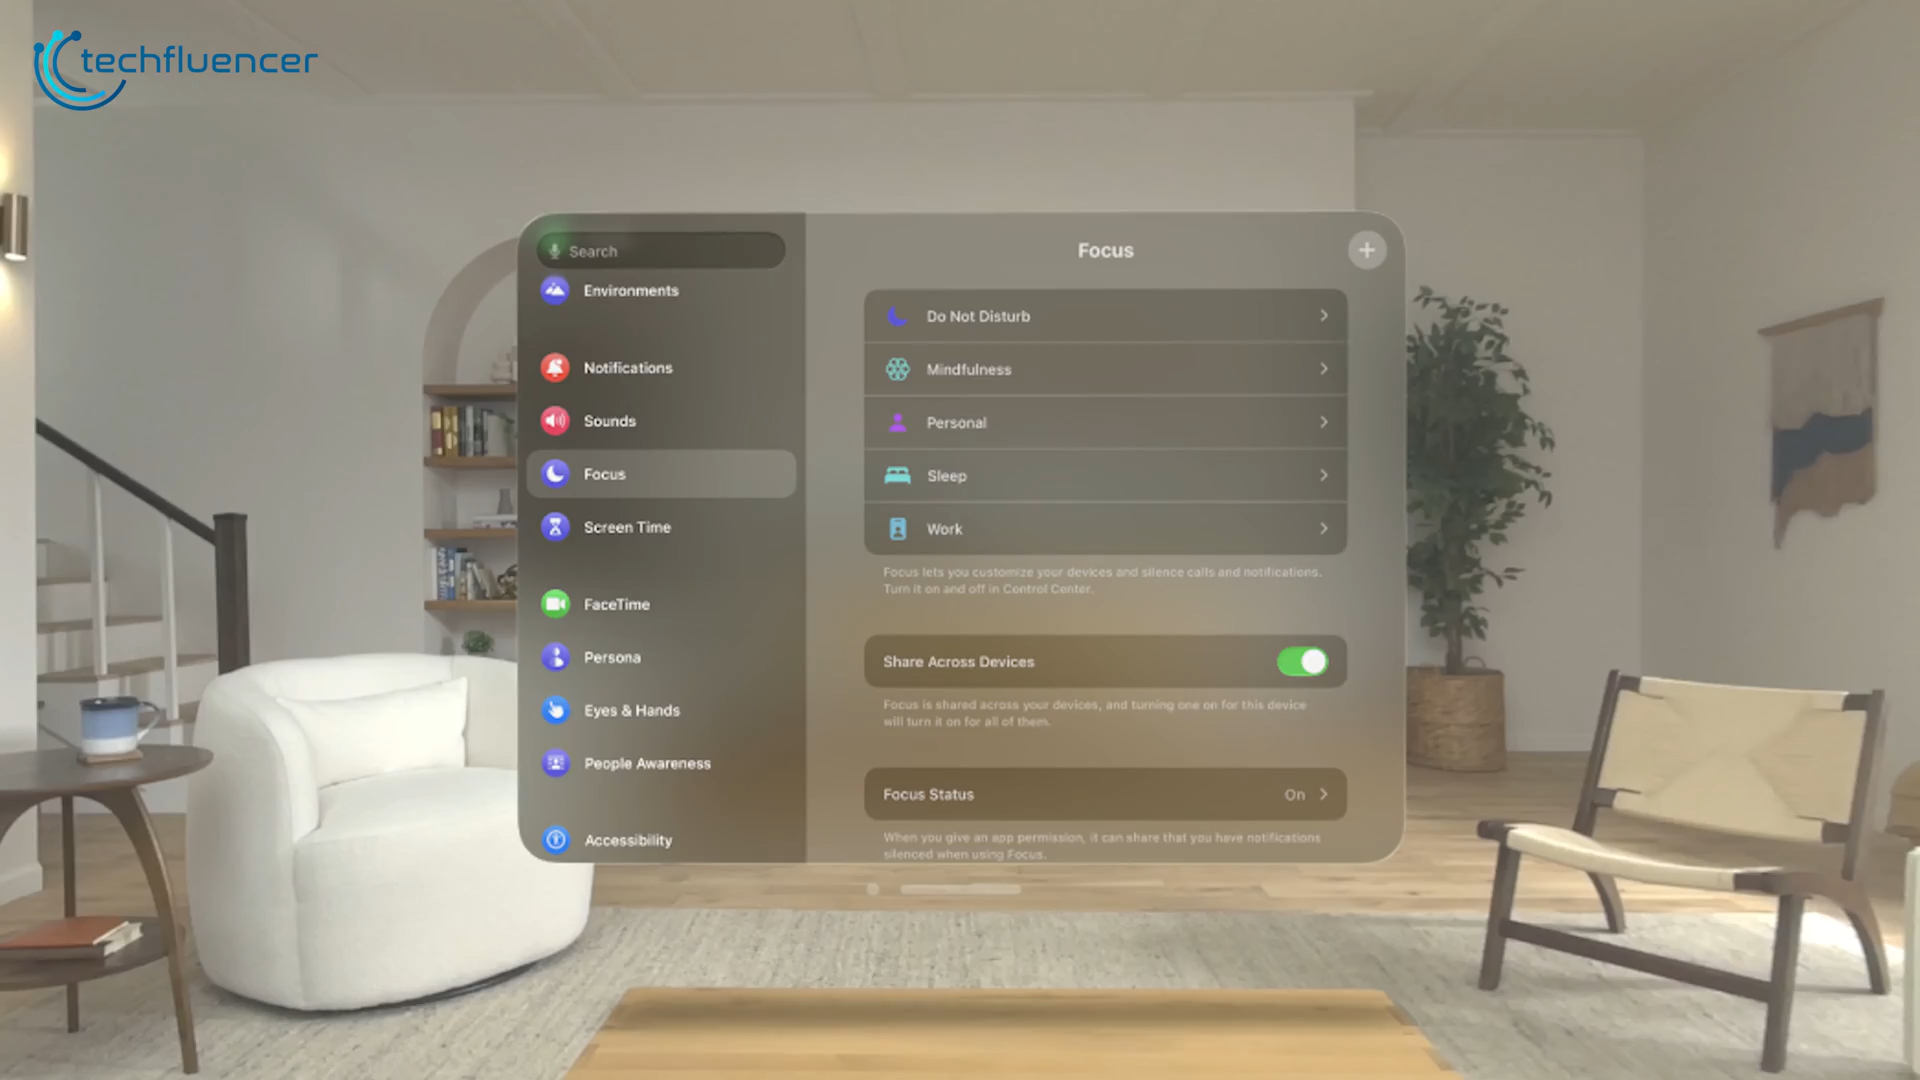 techfluencer
Search
Environments
Notifications
Sounds
Focus
Screen Time
FaceTime
Persona
Eyes & Hands
People Awareness
Accessibility
Focus
Do Not Disturb
Mindfulness
Personal
Sleep
Work
Focus lets you customize your devices and silence calls and notifications.
Turn it on and off in Control Center.
Share Across Devices
Focus is shared across your devices, and turning one on for this device
will turn it on for all of them.
Focus Status On
When you give an app permission, it can share that you have notifications
silenced when using Focus.